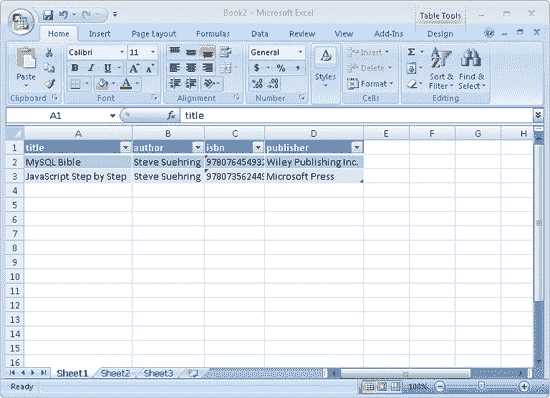 Book2 - Microsoft Excel
Table Tools
Home Insert Page Layout Formulas Data Review View Add-Ins Design
Paste
Calibri 11
B I U
A A
General
$ % ,
Styles
Insert
Delete
Format
Σ
Sort & Filter
Find & Select
Clipboard Font Alignment Number Cells Editing
A1 fx title
A B C D E F G H
1 title author isbn publisher
2 MySQL Bible Steve Suehring Wiley Publishing Inc.
3 JavaScript Step by Step Steve Suehring Microsoft Press
4
5
6
7
8
9
10
11
12
13
14
15
16
Sheet1 Sheet2 Sheet3
Ready 100%